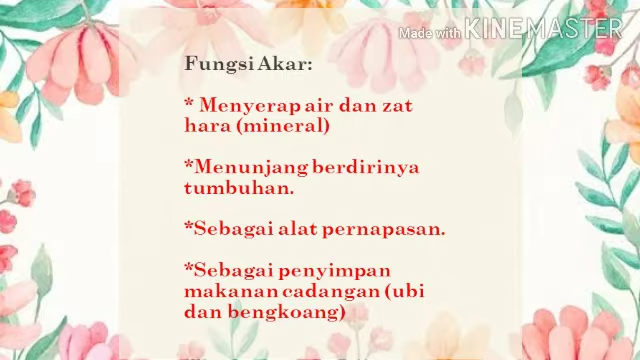 Made with KINEMASTER
Fungsi Akar:
* Menyerap air dan zat
hara (mineral)
*Menunjang berdirinya
tumbuhan.
*Sebagai alat pernapasan.
*Sebagai penyimpan
makanan cadangan (ubi
dan bengkoang)